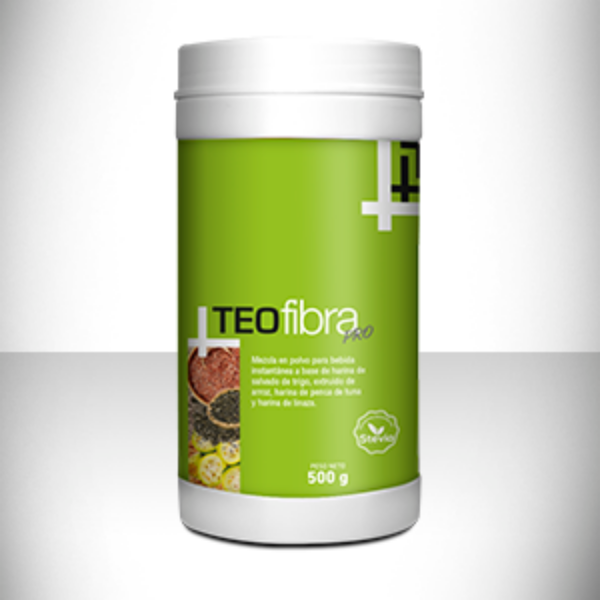 TEOfibra
PRO
Mezcla en polvo para bebida
instantánea a base de harina de
salvado de trigo, extruido de
arroz, harina de penca de tuna
y harina de linaza.
Stevia
PESO NETO
500 g